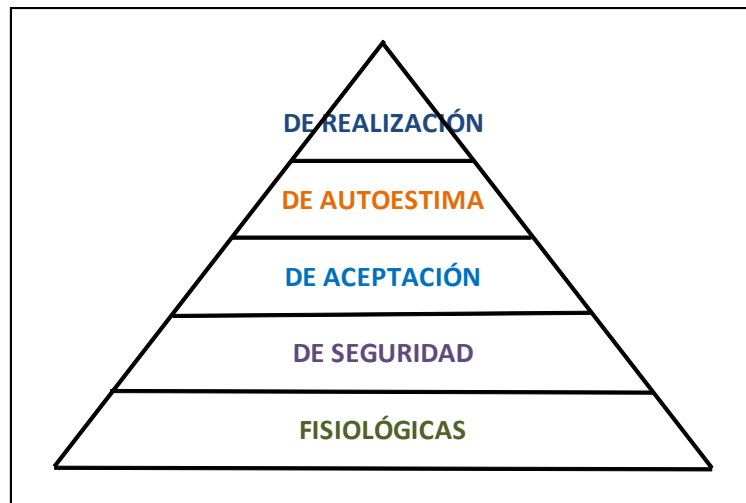 DE REALIZACIÓN
DE AUTOESTIMA
DE ACEPTACIÓN
DE SEGURIDAD
FISIOLÓGICAS